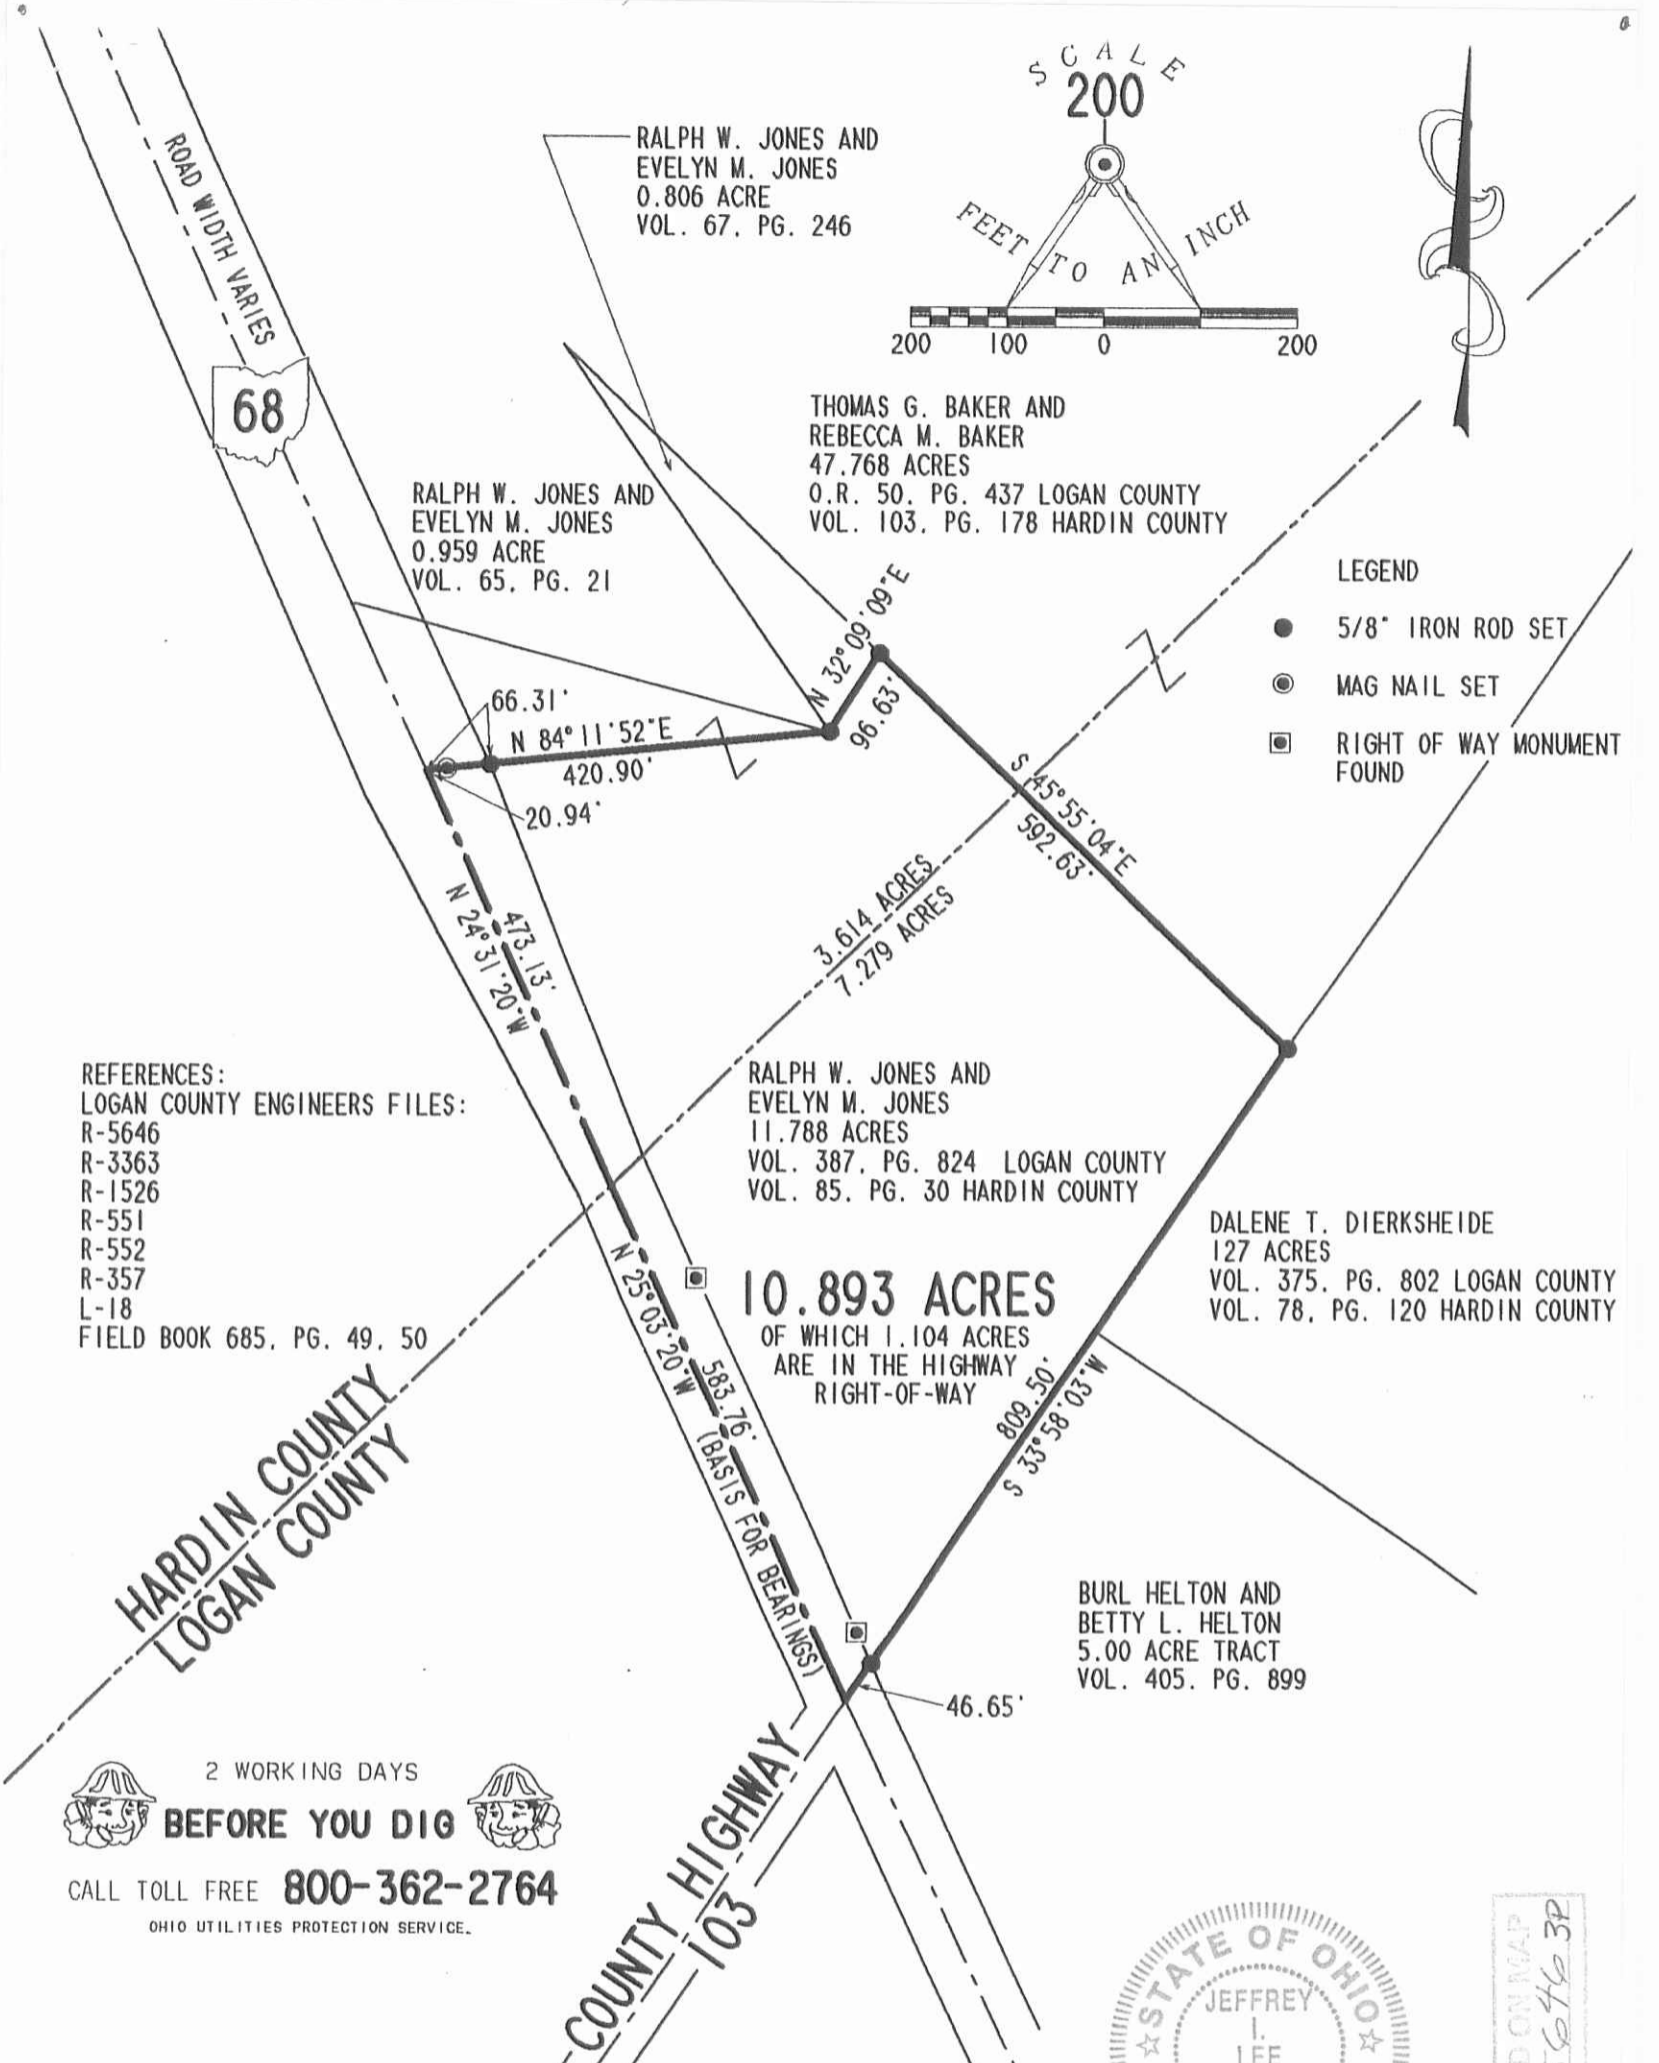 SCALE
200
FEET TO AN INCH
200 100 0 200
ROAD WIDTH VARIES
68
RALPH W. JONES AND
EVELYN M. JONES
0.806 ACRE
VOL. 67, PG. 246
THOMAS G. BAKER AND
REBECCA M. BAKER
47.768 ACRES
O.R. 50, PG. 437 LOGAN COUNTY
VOL. 103, PG. 178 HARDIN COUNTY
RALPH W. JONES AND
EVELYN M. JONES
0.959 ACRE
VOL. 65, PG. 21
LEGEND
5/8" IRON ROD SET
MAG NAIL SET
RIGHT OF WAY MONUMENT
FOUND
N 32°09'09"E
96.63'
66.31'
N 84°11'52"E
420.90'
20.94'
S 45°55'04"E
592.63'
473.13'
N 24°31'20"W
3.614 ACRES
7.279 ACRES
REFERENCES:
LOGAN COUNTY ENGINEERS FILES:
R-5646
R-3363
R-1526
R-551
R-552
R-357
L-18
FIELD BOOK 685, PG. 49, 50
RALPH W. JONES AND
EVELYN M. JONES
11.788 ACRES
VOL. 387, PG. 824 LOGAN COUNTY
VOL. 85, PG. 30 HARDIN COUNTY
DALENE T. DIERKSHEIDE
127 ACRES
VOL. 375, PG. 802 LOGAN COUNTY
VOL. 78, PG. 120 HARDIN COUNTY
10.893 ACRES
OF WHICH 1.104 ACRES
ARE IN THE HIGHWAY
RIGHT-OF-WAY
583.76'
N 25°03'20"W (BASIS FOR BEARINGS)
809.50'
S 33°58'03"W
HARDIN COUNTY
LOGAN COUNTY
BURL HELTON AND
BETTY L. HELTON
5.00 ACRE TRACT
VOL. 405, PG. 899
46.65'
2 WORKING DAYS
BEFORE YOU DIG
CALL TOLL FREE 800-362-2764
OHIO UTILITIES PROTECTION SERVICE.
COUNTY HIGHWAY
103
STATE OF OHIO
JEFFREY
I.
LEE
ON MAP